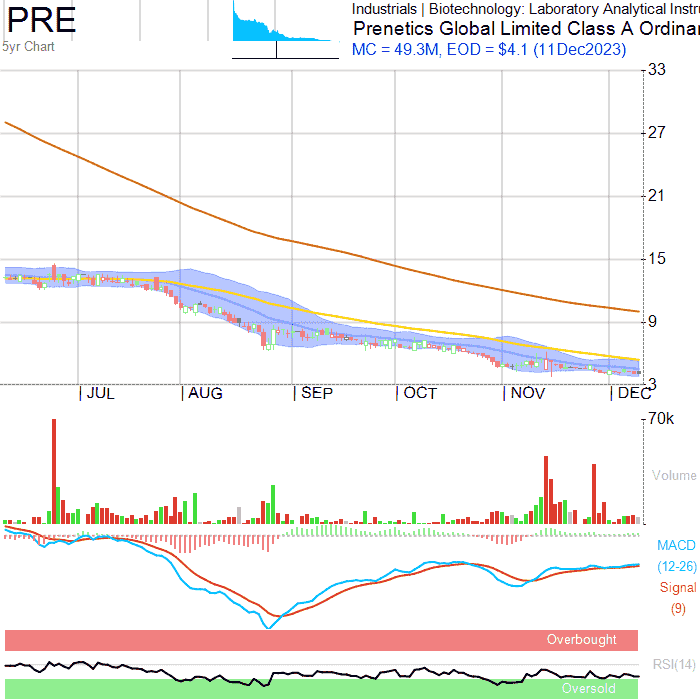 PRE
5yr Chart
Industrials | Biotechnology: Laboratory Analytical Instru
Prenetics Global Limited Class A Ordinar
MC = 49.3M, EOD = $4.1 (11Dec2023)
33
27
21
15
9
3
JUL AUG SEP OCT NOV DEC
70k
Volume
MACD
(12-26)
Signal
(9)
Overbought
RSI(14)
Oversold